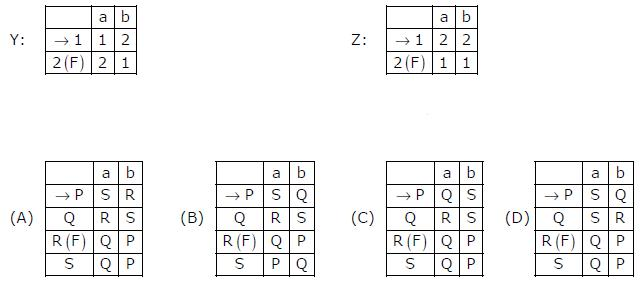 Y: Z:
a b a b
→1 1 2 →1 2 2
2(F) 2 1 2(F) 1 1
a b a b a b a b
→P S R →P S Q →P Q S →P S Q
(A) Q R S (B) Q R S (C) Q R S (D) Q S R
R(F) Q P R(F) Q P R(F) Q P R(F) Q P
S Q P S P Q S Q P S Q P